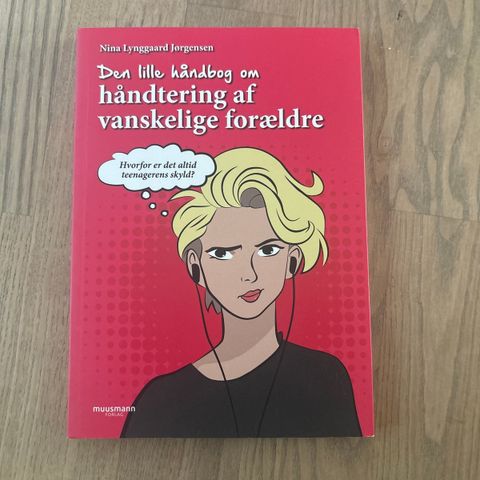 Nina Lynggaard Jørgensen
Den lille håndbog om
håndtering af
vanskelige forældre
Hvorfor er det altid
teenagerens skyld?
muusmann
FORLAG